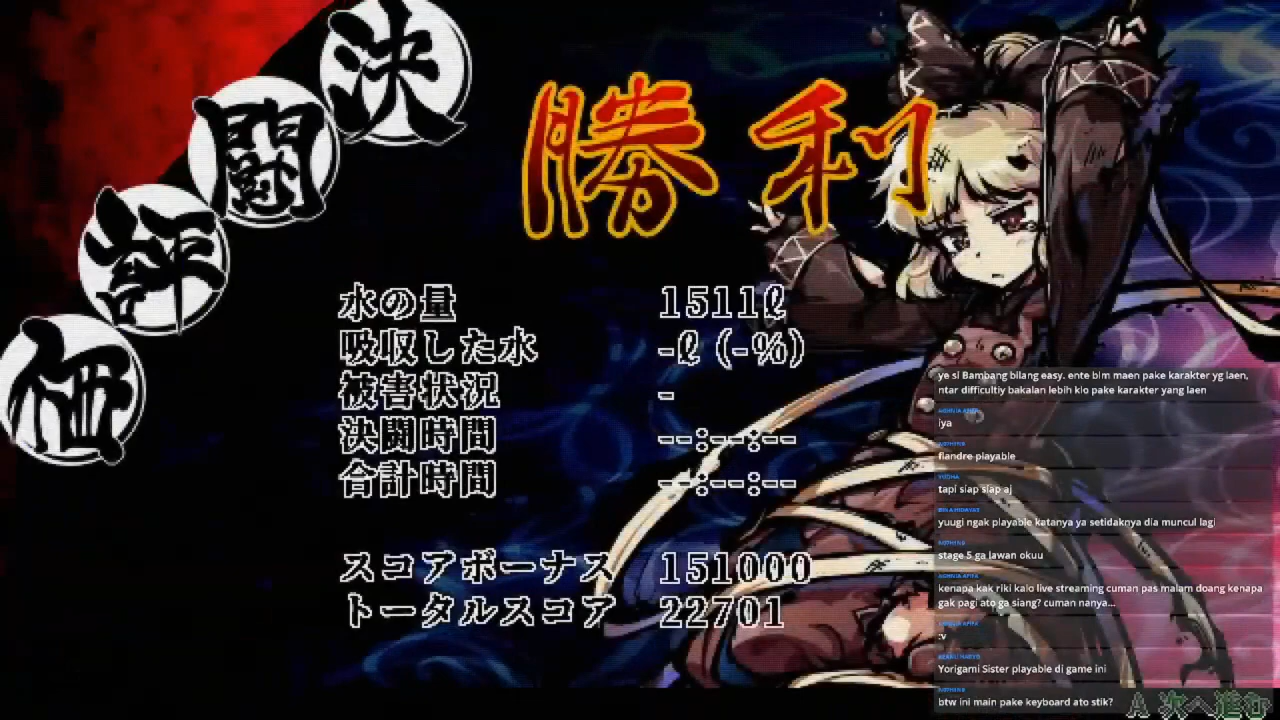 決闘評価
勝利
水の量 1511ℓ
吸収した水 -ℓ (-%)
被害状況 -
決闘時間 --:--:--
合計時間 --:--:--
スコアボーナス 151000
トータルスコア 22701
ye si Bambang bilang easy. ente blm maen pake karakter yg laen,
ntar difficultiy bakalan lebih klo pake karakter yang laen
iya
flandre playable
tapi siap siap aj
yuugi ngak playable katanya ya setidaknya dia muncul lagi
stage 5 ga lawan okuu
kenapa kak riki kalo live streaming cuman pas malam doang kenapa
gak pagi ato ga siang? cuman nanya...
:v
Yorigami Sister playable di game ini
btw ini main pake keyboard ato stik?
A 次へ進む